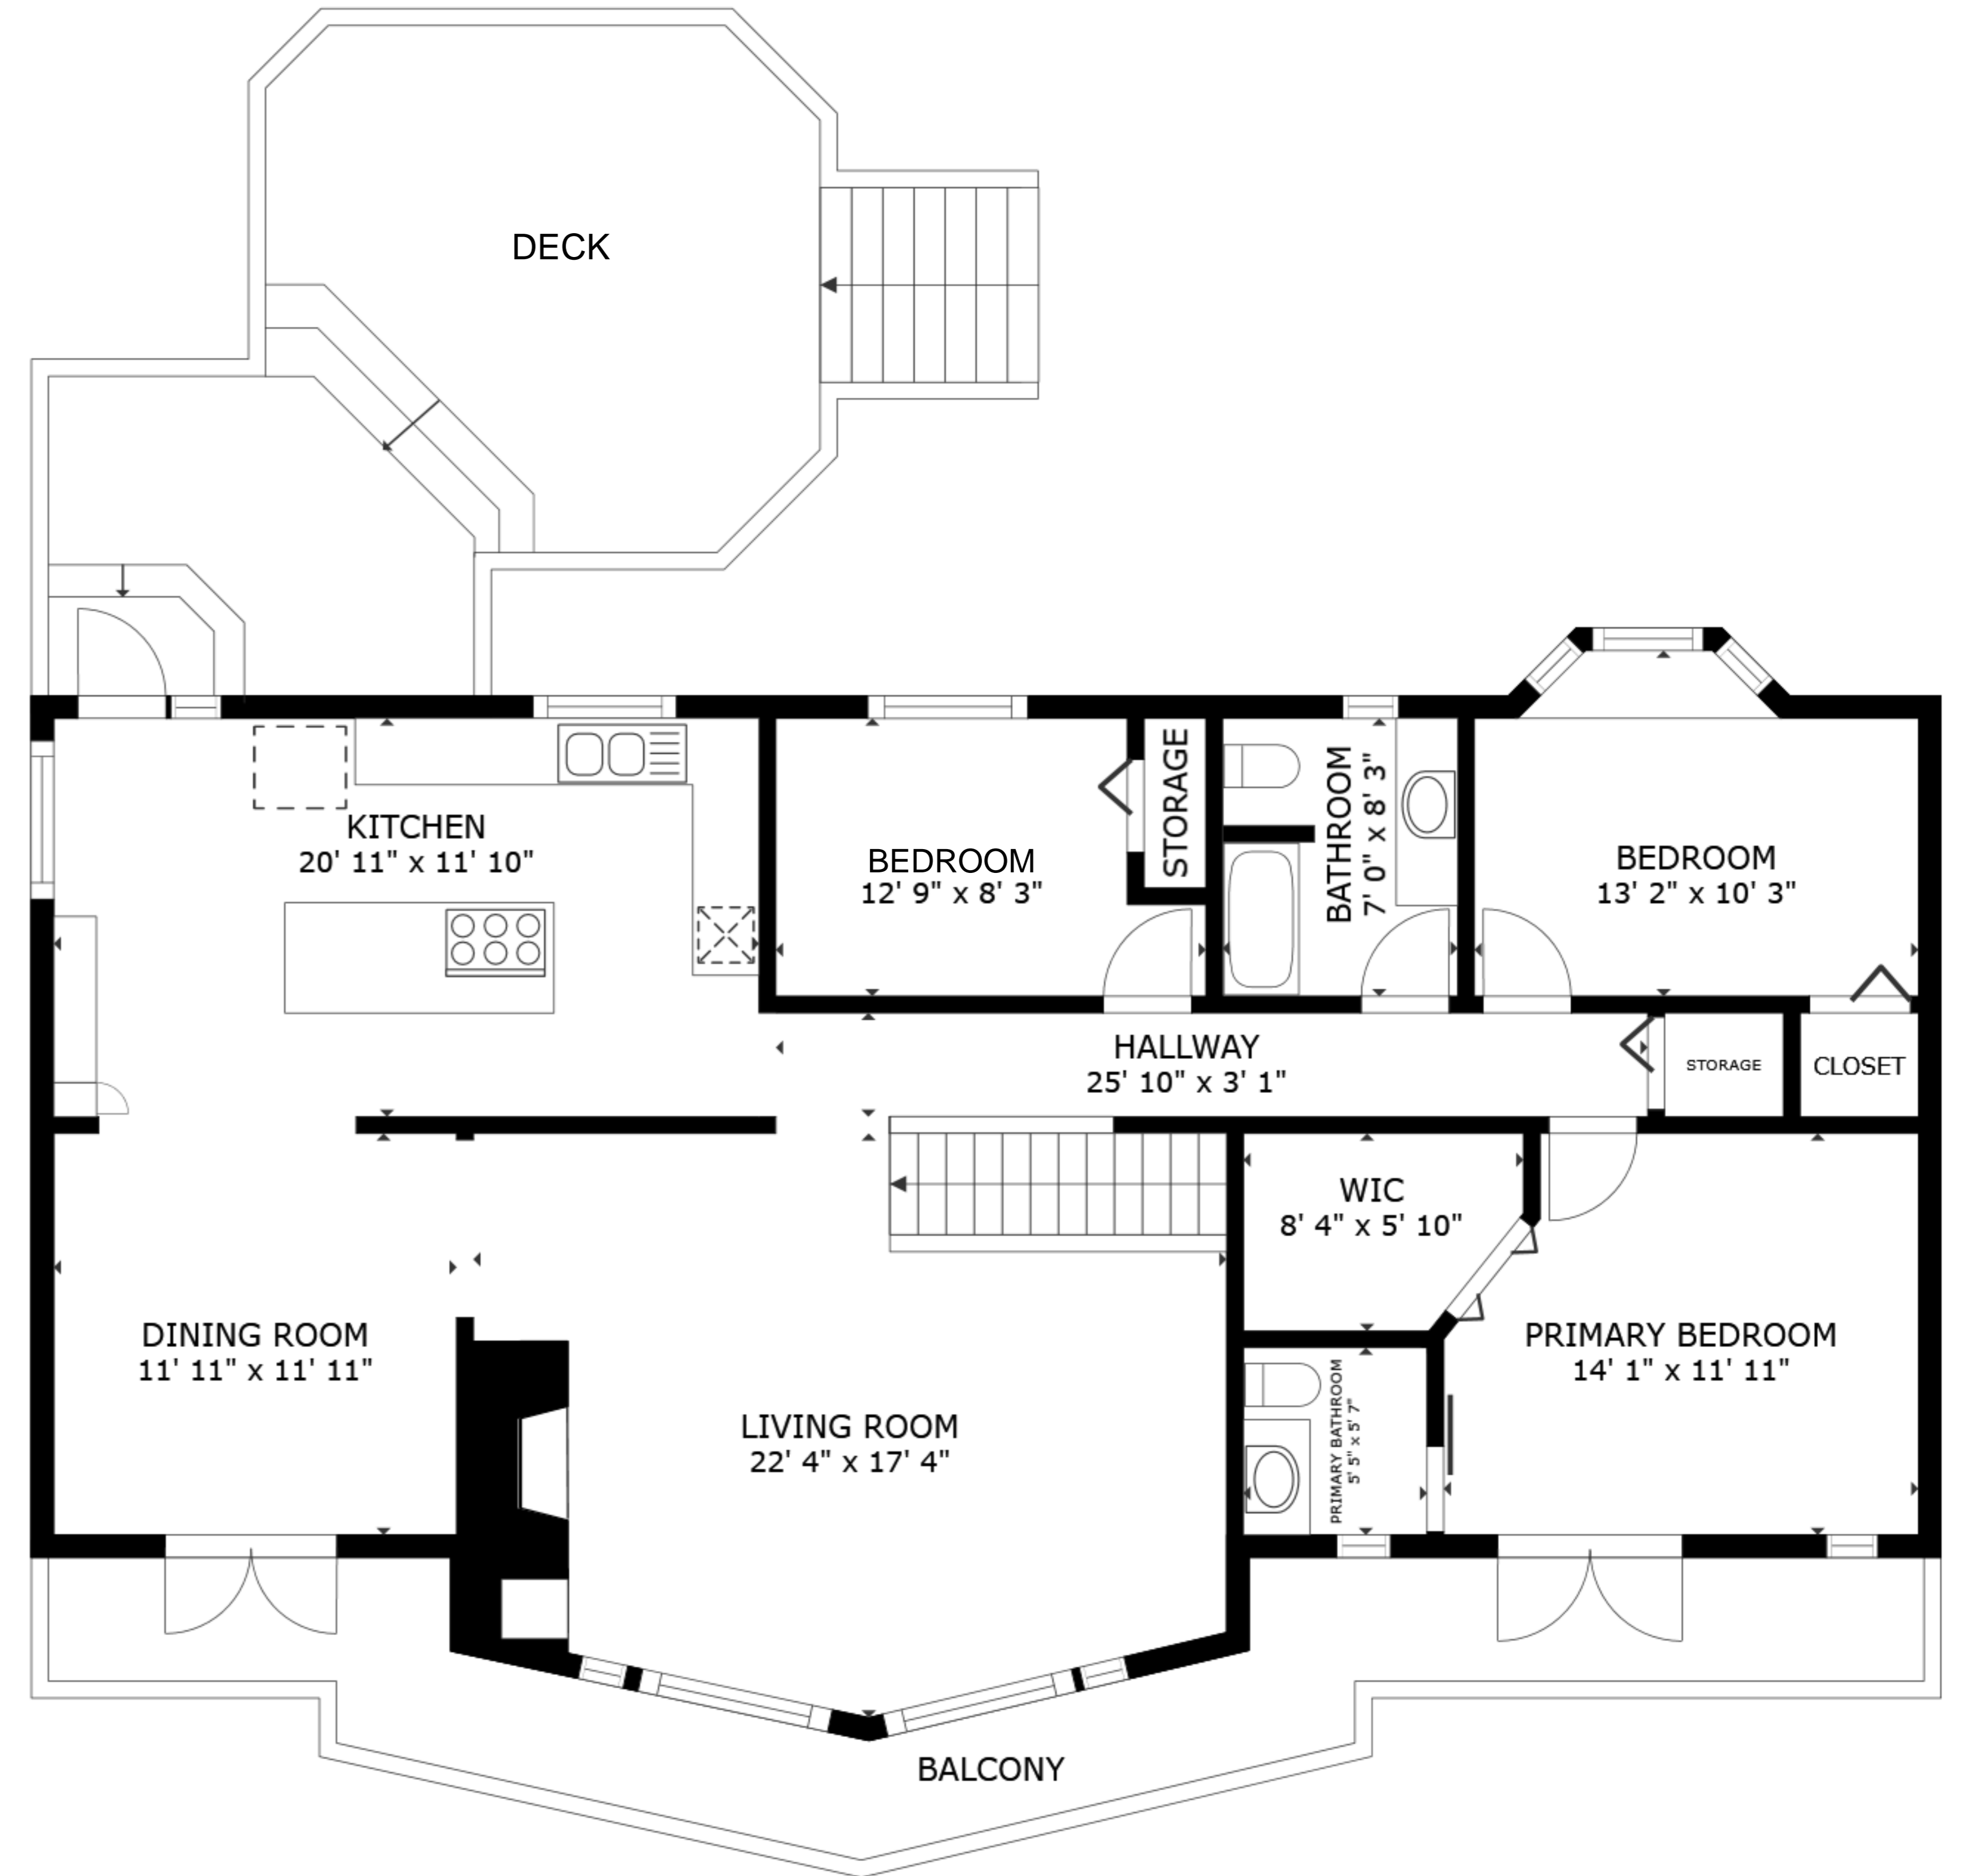 DECK
KITCHEN
20' 11" x 11' 10"
BEDROOM
12' 9" x 8' 3"
STORAGE
BATHROOM
7' 0" x 8' 3"
BEDROOM
13' 2" x 10' 3"
HALLWAY
25' 10" x 3' 1"
STORAGE
CLOSET
WIC
8' 4" x 5' 10"
DINING ROOM
11' 11" x 11' 11"
LIVING ROOM
22' 4" x 17' 4"
PRIMARY BATHROOM
5' 5" x 5' 7"
PRIMARY BEDROOM
14' 1" x 11' 11"
BALCONY